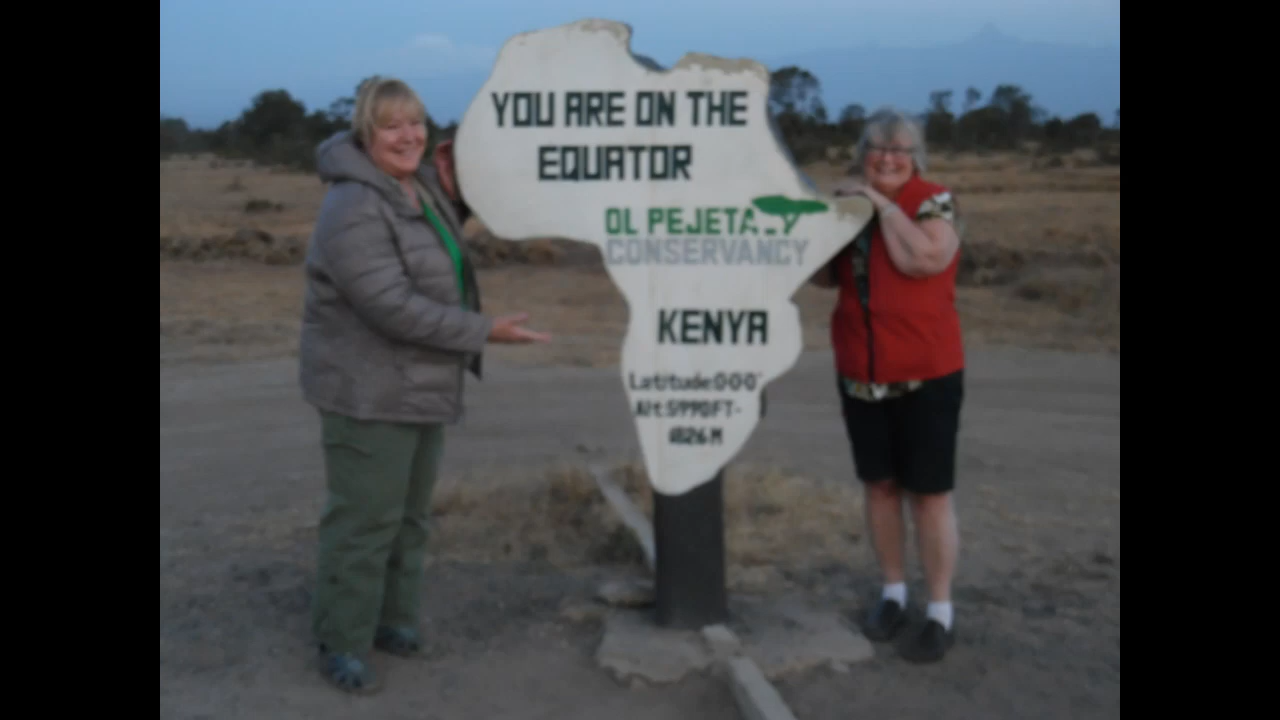 YOU ARE ON THE
EQUATOR
OL PEJETA
CONSERVANCY
KENYA
Latitude:000'
Alt:5990FT-
1826M